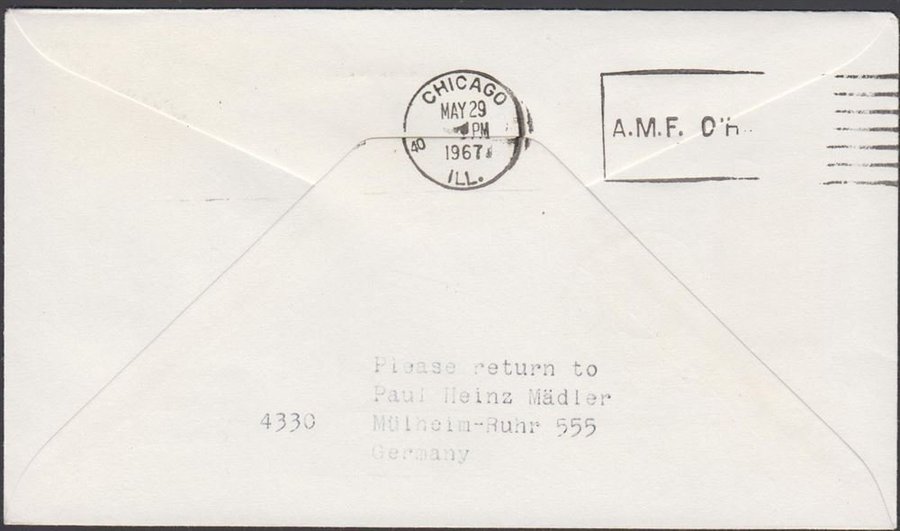 CHICAGO
MAY 29
PM
40
1967
ILL.
A.M.F.
Please return to
Paul Heinz Mädler
4330 Mülheim-Ruhr 555
Germany